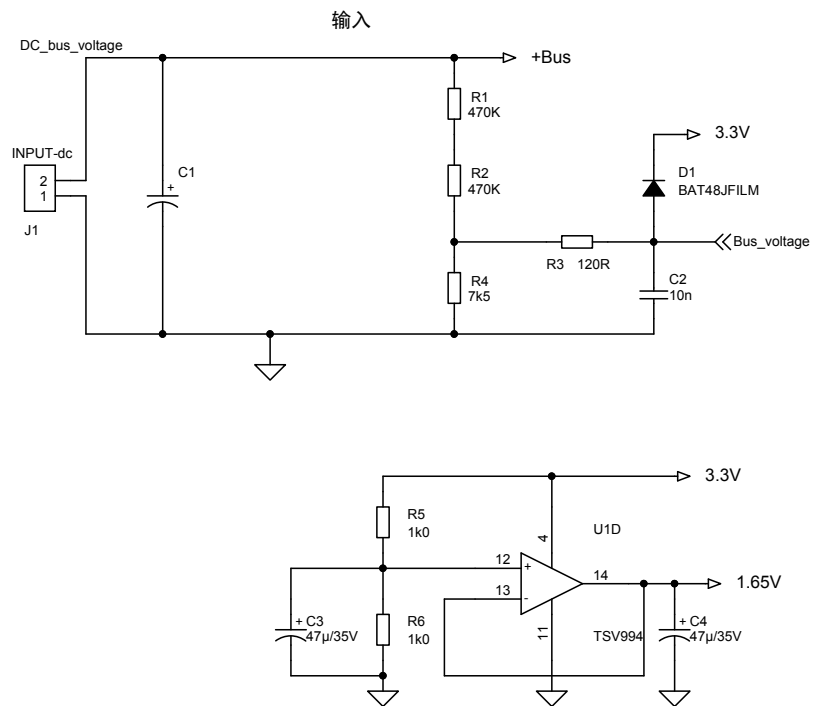 输入
DC_bus_voltage
+Bus
R1
470K
3.3V
INPUT-dc
C1
+
R2
470K
D1
BAT48JFILM
2
1
J1
Bus_voltage
R3 120R
R4
7k5
C2
10n
3.3V
R5
1k0
4
U1D
12
+
14
1.65V
13
-
+ C3
47µ/35V
R6
1k0
11
TSV994
+ C4
47µ/35V